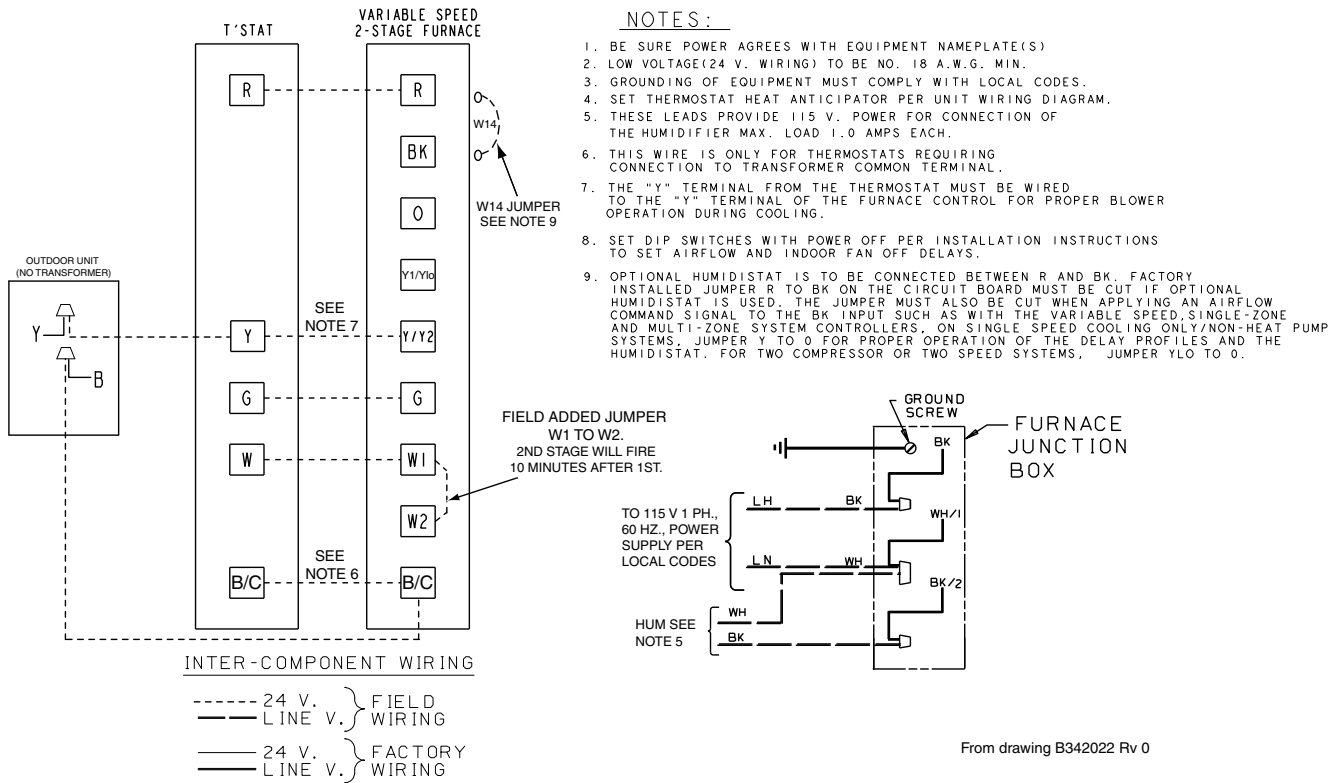 T'STAT
VARIABLE SPEED
2-STAGE FURNACE
R
R
BK
O
Y1/Ylo
Y
Y/Y2
G
G
W
W1
W2
B/C
B/C
W14
W14 JUMPER
SEE NOTE 9
SEE
NOTE 7
SEE
NOTE 6
OUTDOOR UNIT
(NO TRANSFORMER)
Y
B
FIELD ADDED JUMPER
W1 TO W2.
2ND STAGE WILL FIRE
10 MINUTES AFTER 1ST.
INTER-COMPONENT WIRING
24 V.
LINE V.
FIELD
WIRING
24 V.
LINE V.
FACTORY
WIRING
NOTES:
1. BE SURE POWER AGREES WITH EQUIPMENT NAMEPLATE(S)
2. LOW VOLTAGE(24 V. WIRING) TO BE NO. 18 A.W.G. MIN.
3. GROUNDING OF EQUIPMENT MUST COMPLY WITH LOCAL CODES.
4. SET THERMOSTAT HEAT ANTICIPATOR PER UNIT WIRING DIAGRAM.
5. THESE LEADS PROVIDE 115 V. POWER FOR CONNECTION OF
THE HUMIDIFIER MAX. LOAD 1.0 AMPS EACH.
6. THIS WIRE IS ONLY FOR THERMOSTATS REQUIRING
CONNECTION TO TRANSFORMER COMMON TERMINAL.
7. THE "Y" TERMINAL FROM THE THERMOSTAT MUST BE WIRED
TO THE "Y" TERMINAL OF THE FURNACE CONTROL FOR PROPER BLOWER
OPERATION DURING COOLING.
8. SET DIP SWITCHES WITH POWER OFF PER INSTALLATION INSTRUCTIONS
TO SET AIRFLOW AND INDOOR FAN OFF DELAYS.
9. OPTIONAL HUMIDISTAT IS TO BE CONNECTED BETWEEN R AND BK. FACTORY
INSTALLED JUMPER R TO BK ON THE CIRCUIT BOARD MUST BE CUT IF OPTIONAL
HUMIDISTAT IS USED. THE JUMPER MUST ALSO BE CUT WHEN APPLYING AN AIRFLOW
COMMAND SIGNAL TO THE BK INPUT SUCH AS WITH THE VARIABLE SPEED,SINGLE-ZONE
AND MULTI-ZONE SYSTEM CONTROLLERS, ON SINGLE SPEED COOLING ONLY/NON-HEAT PUMP
SYSTEMS, JUMPER Y TO O FOR PROPER OPERATION OF THE DELAY PROFILES AND THE
HUMIDISTAT. FOR TWO COMPRESSOR OR TWO SPEED SYSTEMS, JUMPER YLO TO O.
GROUND
SCREW
FURNACE
JUNCTION
BOX
BK
LH
BK
WH/1
TO 115 V 1 PH.,
60 HZ., POWER
SUPPLY PER
LOCAL CODES
LN
WH
BK/2
WH
HUM SEE
NOTE 5
BK
From drawing B342022 Rv 0